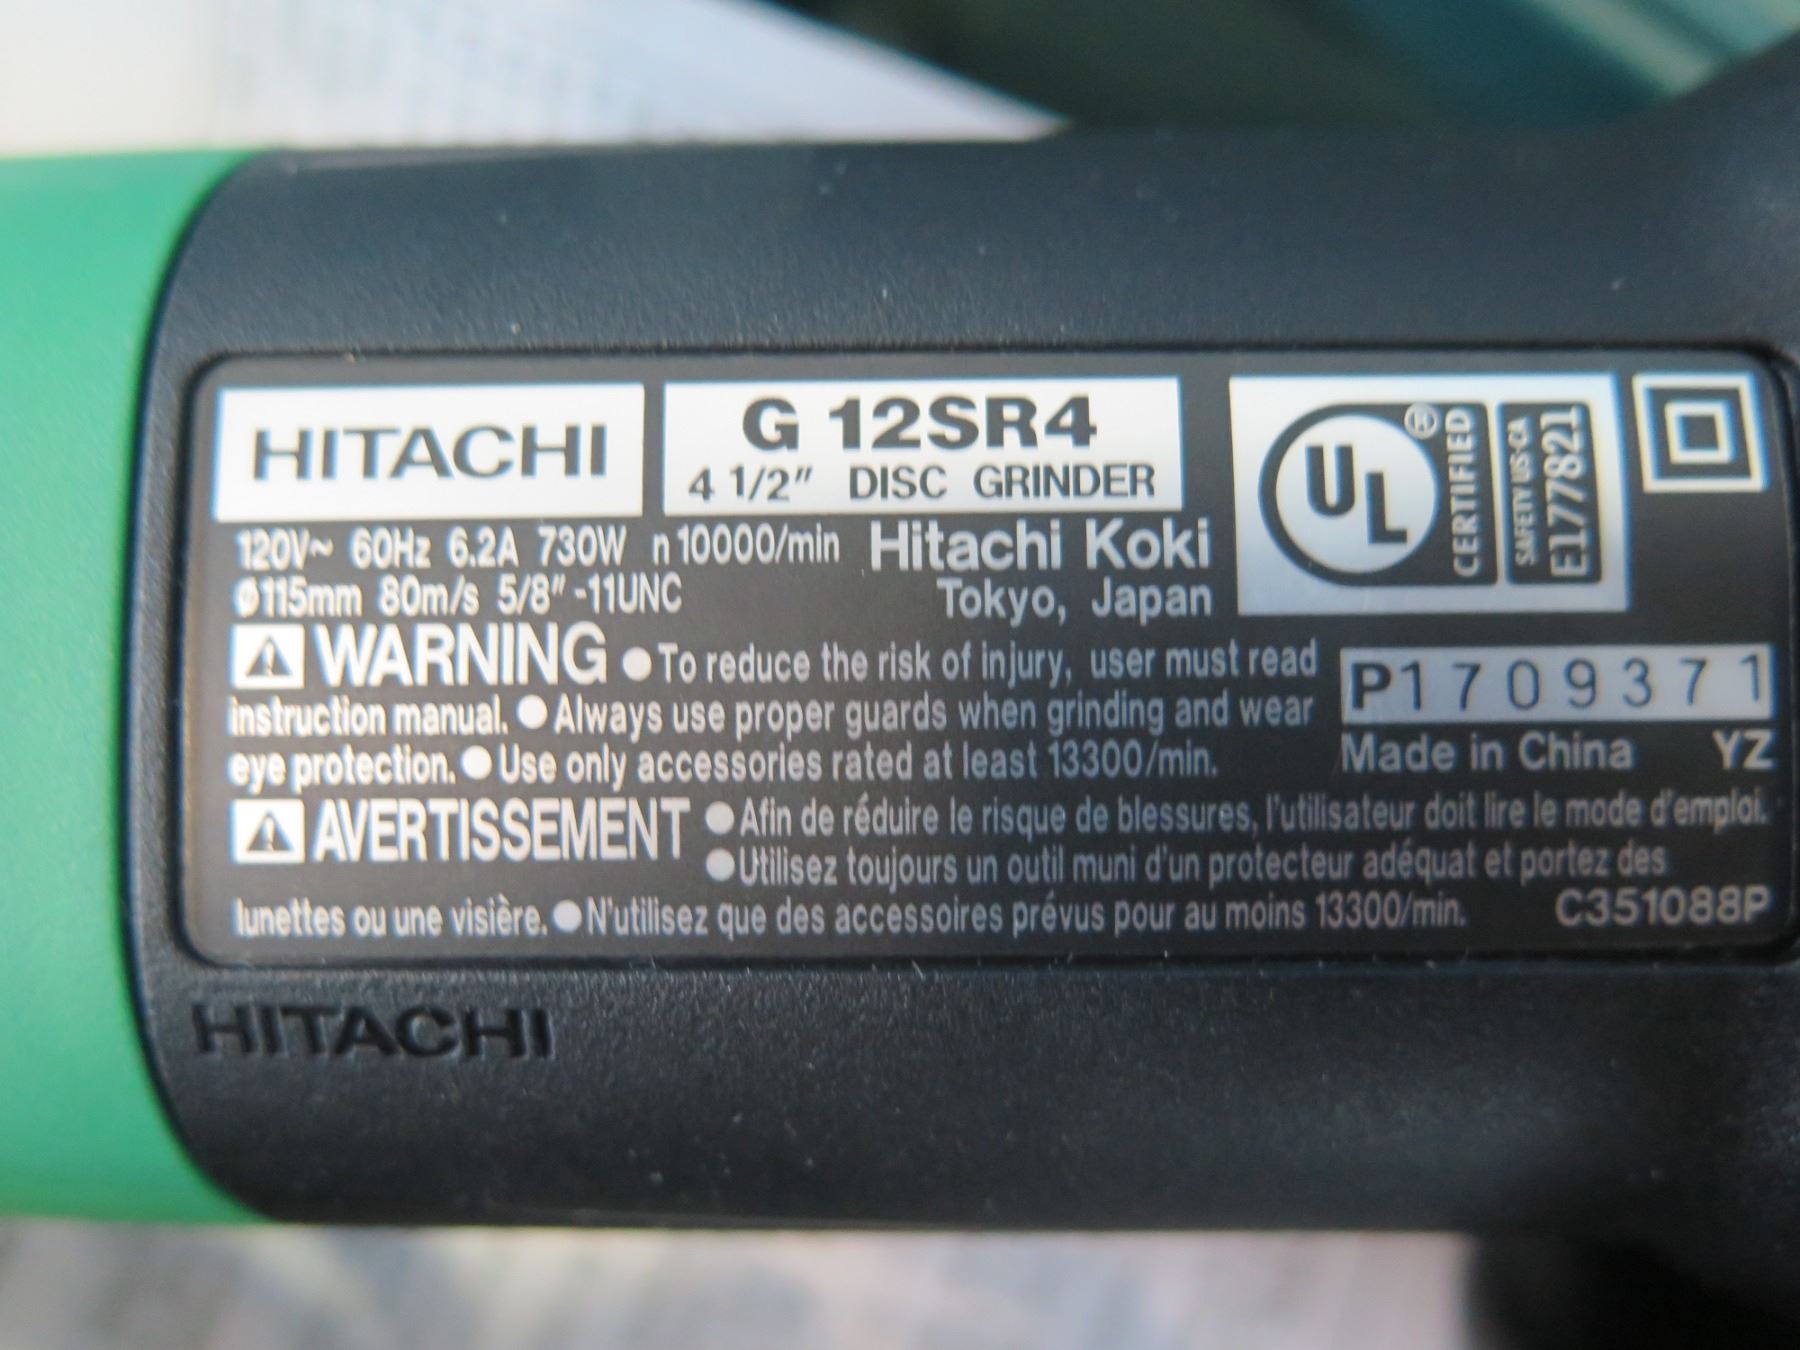 HITACHI
G 12SR4
4 1/2" DISC GRINDER
UL ® CERTIFIED
SAFETY US-CA
E177821
120V~ 60Hz 6.2A 730W n 10000/min
Hitachi Koki
Ø115mm 80m/s 5/8"-11UNC
Tokyo, Japan
⚠ WARNING ●To reduce the risk of injury, user must read
instruction manual. ●Always use proper guards when grinding and wear
eye protection. ●Use only accessories rated at least 13300/min.
P1709371
Made in China YZ
⚠ AVERTISSEMENT ●Afin de réduire le risque de blessures, l'utilisateur doit lire le mode d'emploi.
●Utilisez toujours un outil muni d'un protecteur adéquat et portez des
lunettes ou une visière. ●N'utilisez que des accessoires prévus pour au moins 13300/min.
C351088P
HITACHI